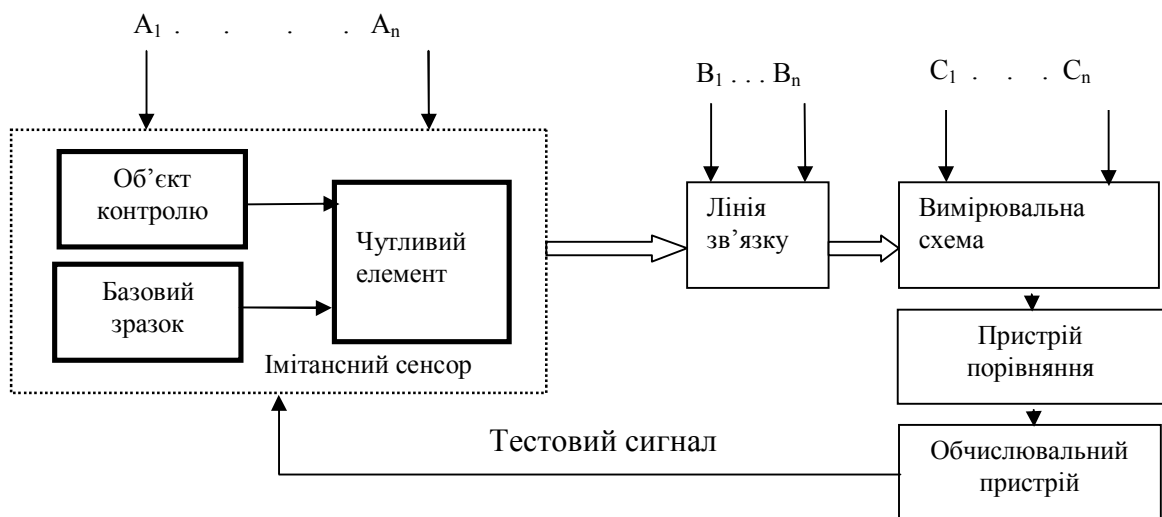 A1 . . . . An
B1 . . . Bn
C1 . . . Cn
Об’єкт
контролю
Чутливий
елемент
Базовий
зразок
Імітансний сенсор
Лінія
зв’язку
Вимірювальна
схема
Пристрій
порівняння
Обчислювальний
пристрій
Тестовий сигнал